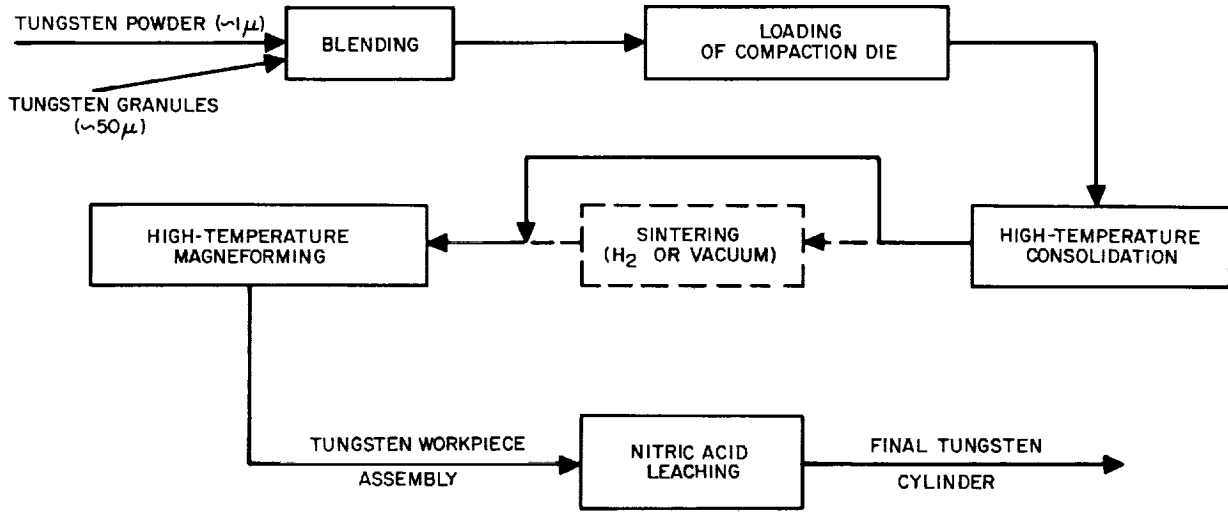 TUNGSTEN POWDER (~1μ)
BLENDING
LOADING
OF COMPACTION DIE
TUNGSTEN GRANULES
(~50μ)
HIGH-TEMPERATURE
MAGNEFORMING
SINTERING
(H₂ OR VACUUM)
HIGH-TEMPERATURE
CONSOLIDATION
TUNGSTEN WORKPIECE
ASSEMBLY
NITRIC ACID
LEACHING
FINAL TUNGSTEN
CYLINDER